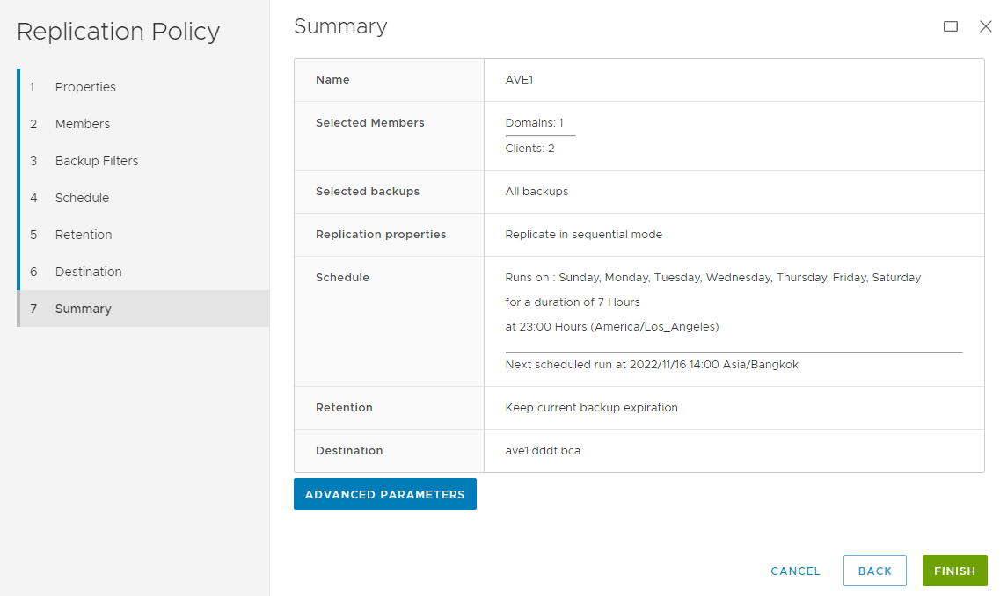 Replication Policy
1 Properties
2 Members
3 Backup Filters
4 Schedule
5 Retention
6 Destination
7 Summary
Summary
Name AVE1
Selected Members Domains: 1
Clients: 2
Selected backups All backups
Replication properties Replicate in sequential mode
Schedule Runs on : Sunday, Monday, Tuesday, Wednesday, Thursday, Friday, Saturday
for a duration of 7 Hours
at 23:00 Hours (America/Los_Angeles)
Next scheduled run at 2022/11/16 14:00 Asia/Bangkok
Retention Keep current backup expiration
Destination ave1.dddt.bca
ADVANCED PARAMETERS
CANCEL BACK FINISH